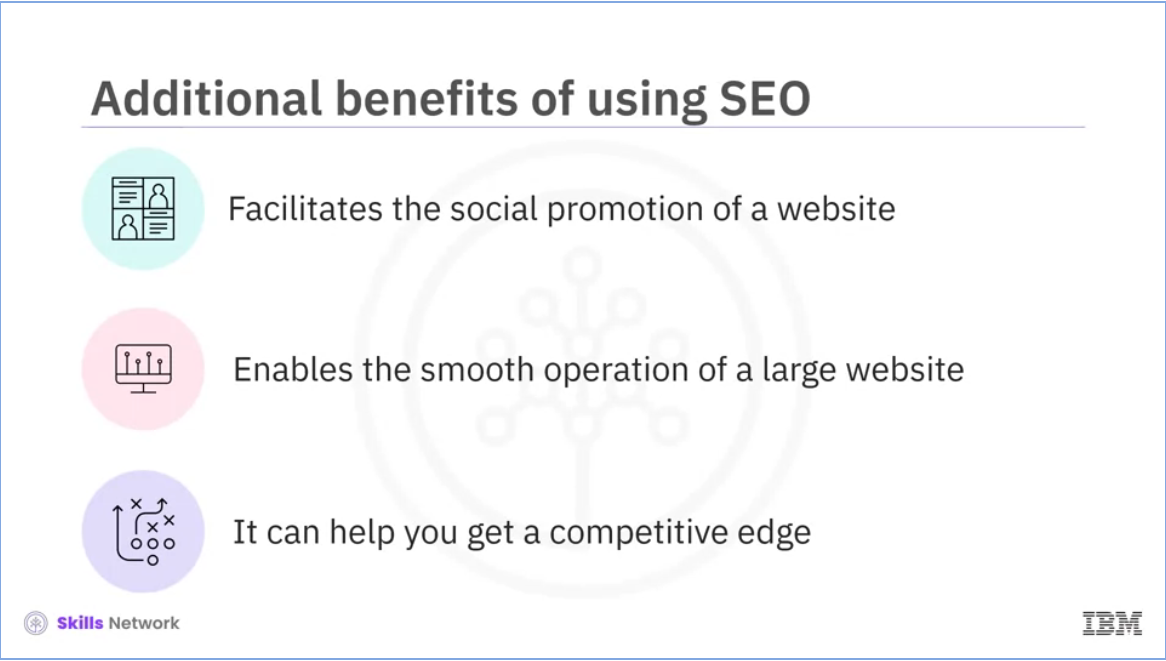 Additional benefits of using SEO
Facilitates the social promotion of a website
Enables the smooth operation of a large website
It can help you get a competitive edge
Skills Network
IBM